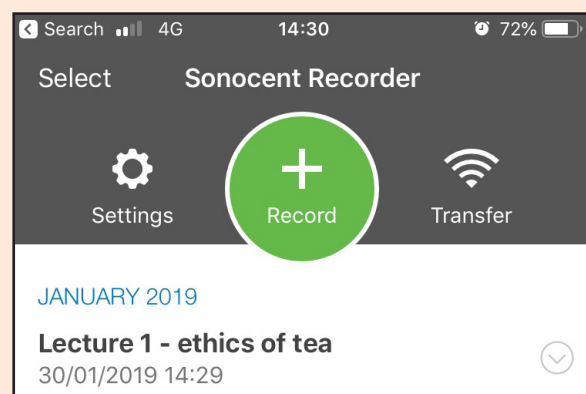 Search 4G 14:30 72%
Select Sonocent Recorder
Settings Record Transfer
JANUARY 2019
Lecture 1 - ethics of tea
30/01/2019 14:29